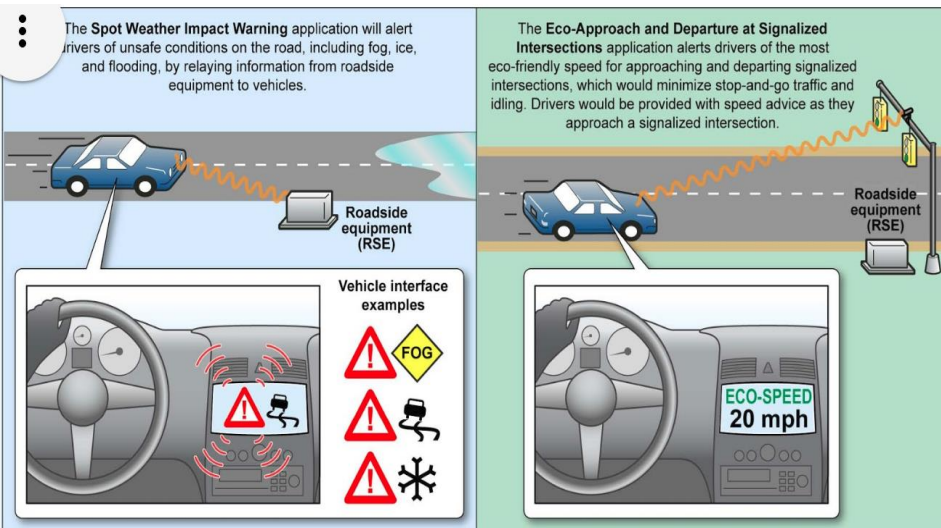 The Spot Weather Impact Warning application will alert
drivers of unsafe conditions on the road, including fog, ice,
and flooding, by relaying information from roadside
equipment to vehicles.
Roadside
equipment
(RSE)
Vehicle interface
examples
FOG
The Eco-Approach and Departure at Signalized
Intersections application alerts drivers of the most
eco-friendly speed for approaching and departing signalized
intersections, which would minimize stop-and-go traffic and
idling. Drivers would be provided with speed advice as they
approach a signalized intersection.
Roadside
equipment
(RSE)
ECO-SPEED
20 mph